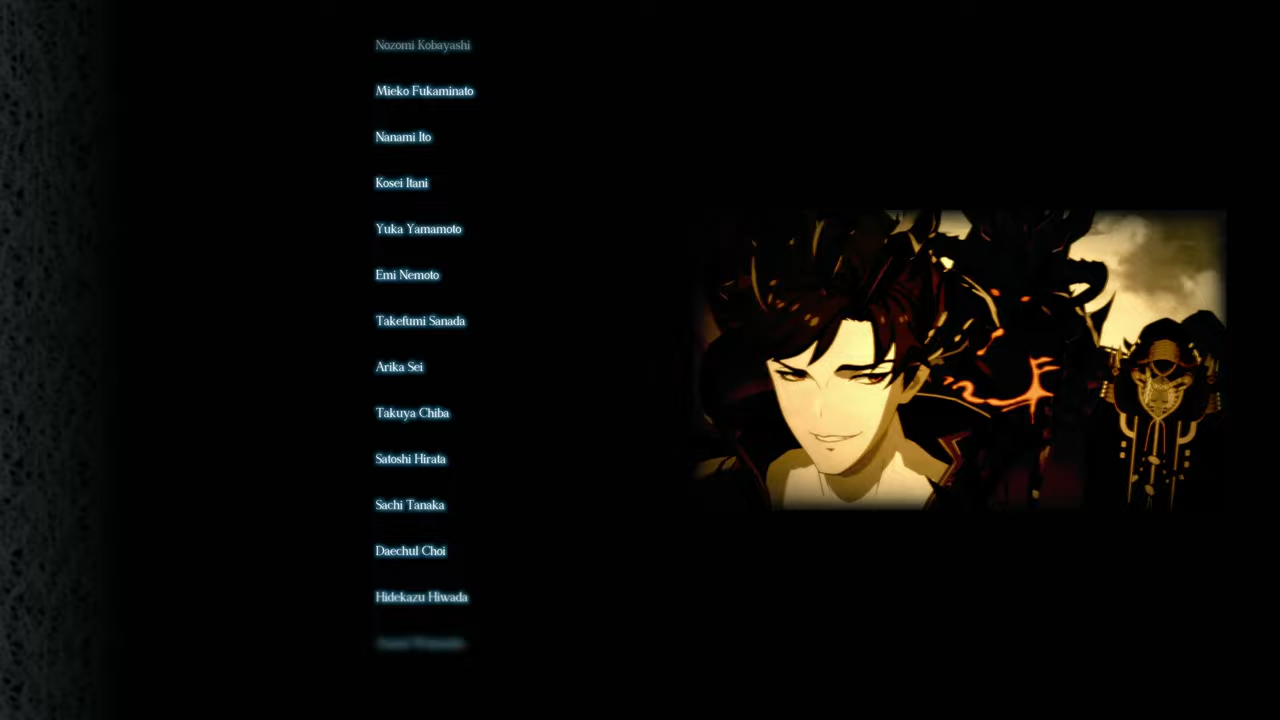 Nozomi Kobayashi
Mieko Fukaminato
Nanami Ito
Kosei Itani
Yuka Yamamoto
Emi Nemoto
Takefumi Sanada
Arika Sei
Takuya Chiba
Satoshi Hirata
Sachi Tanaka
Daechul Choi
Hidekazu Hiwada